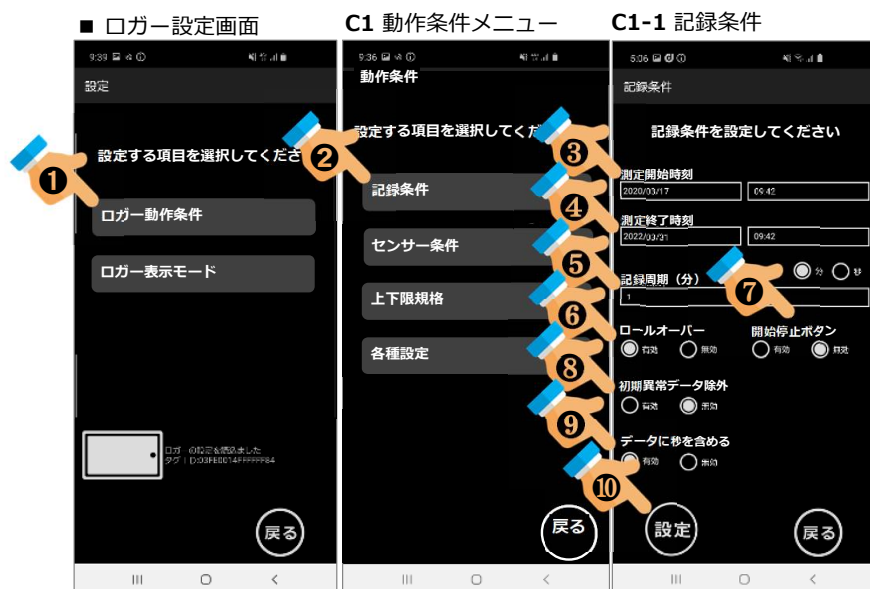 ■ ロガー設定画面
9:39
設定
設定する項目を選択してくださ
❶
ロガー動作条件
ロガー表示モード
ロガーの設定を読込ました
戻る
C1 動作条件メニュー
9:36
動作条件
設定する項目を選択してくだ
❷
記録条件
センサー条件
上下限規格
各種設定
戻る
C1-1 記録条件
5:06
記録条件
記録条件を設定してください
❸
測定開始時刻
2020/03/17 09:42
❹
測定終了時刻
2022/03/31 09:42
❺
記録周期（分） 分 秒
1
❻
❼
ロールオーバー 開始停止ボタン
有効 無効 有効 無効
❽
初期異常データ除外
有効 無効
❾
データに秒を含める
有効 無効
❿
設定 戻る